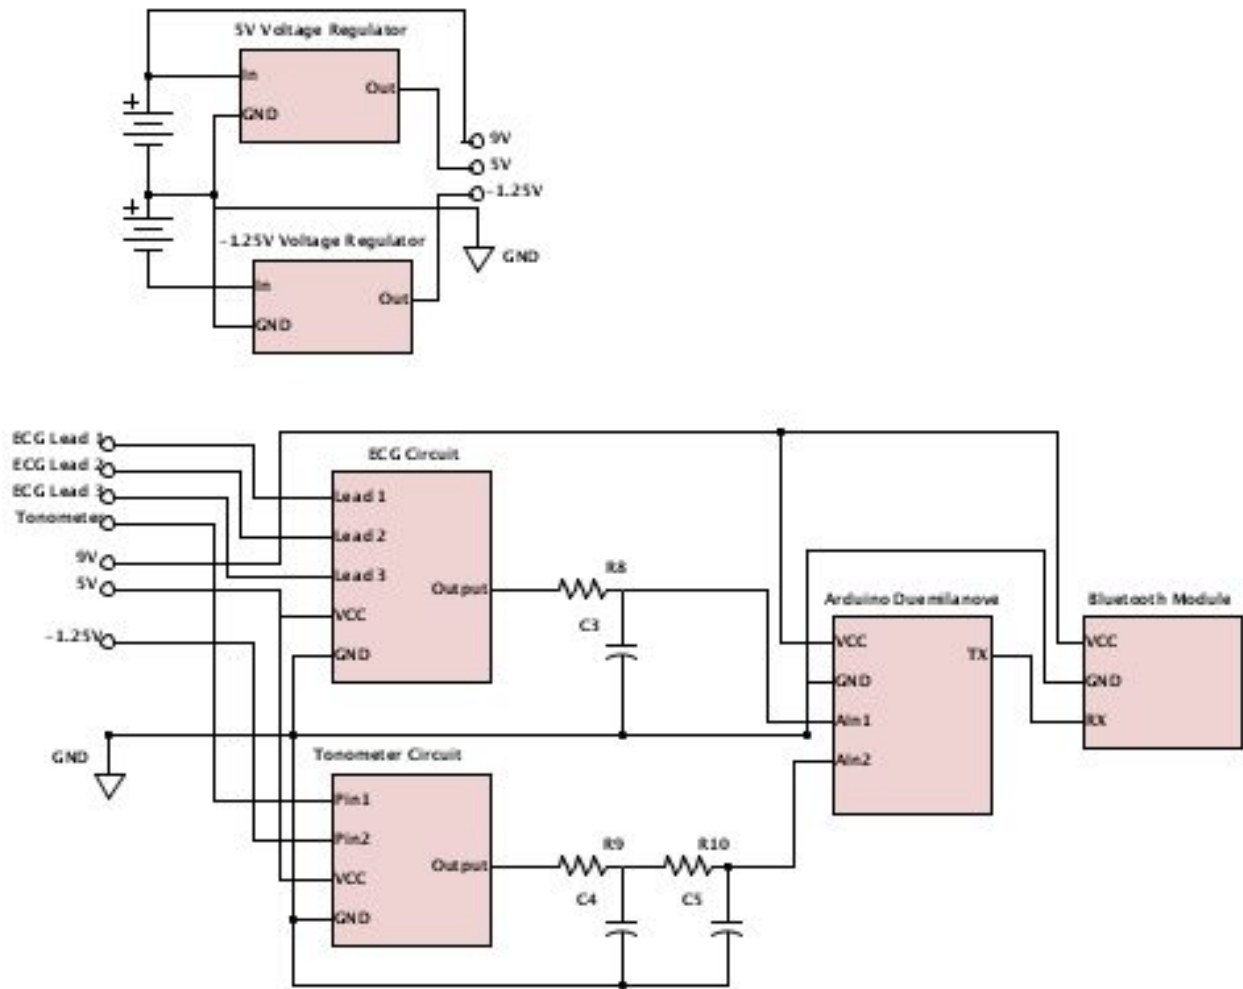 5V Voltage Regulator
In
Out
GND
+
9V
5V
-1.25V
+
-1.25V Voltage Regulator
GND
In
Out
GND
ECG Lead 1
ECG Lead 2
ECG Lead 3
Tonometer
9V
5V
-1.25V
GND
ECG Circuit
Lead 1
Lead 2
Lead 3
Output
VCC
GND
R8
C3
Arduino Duemilanove
VCC
TX
GND
AIn1
AIn2
Bluetooth Module
VCC
GND
RX
Tonometer Circuit
Pin1
Pin2
Output
VCC
GND
R9
R10
C4
C5